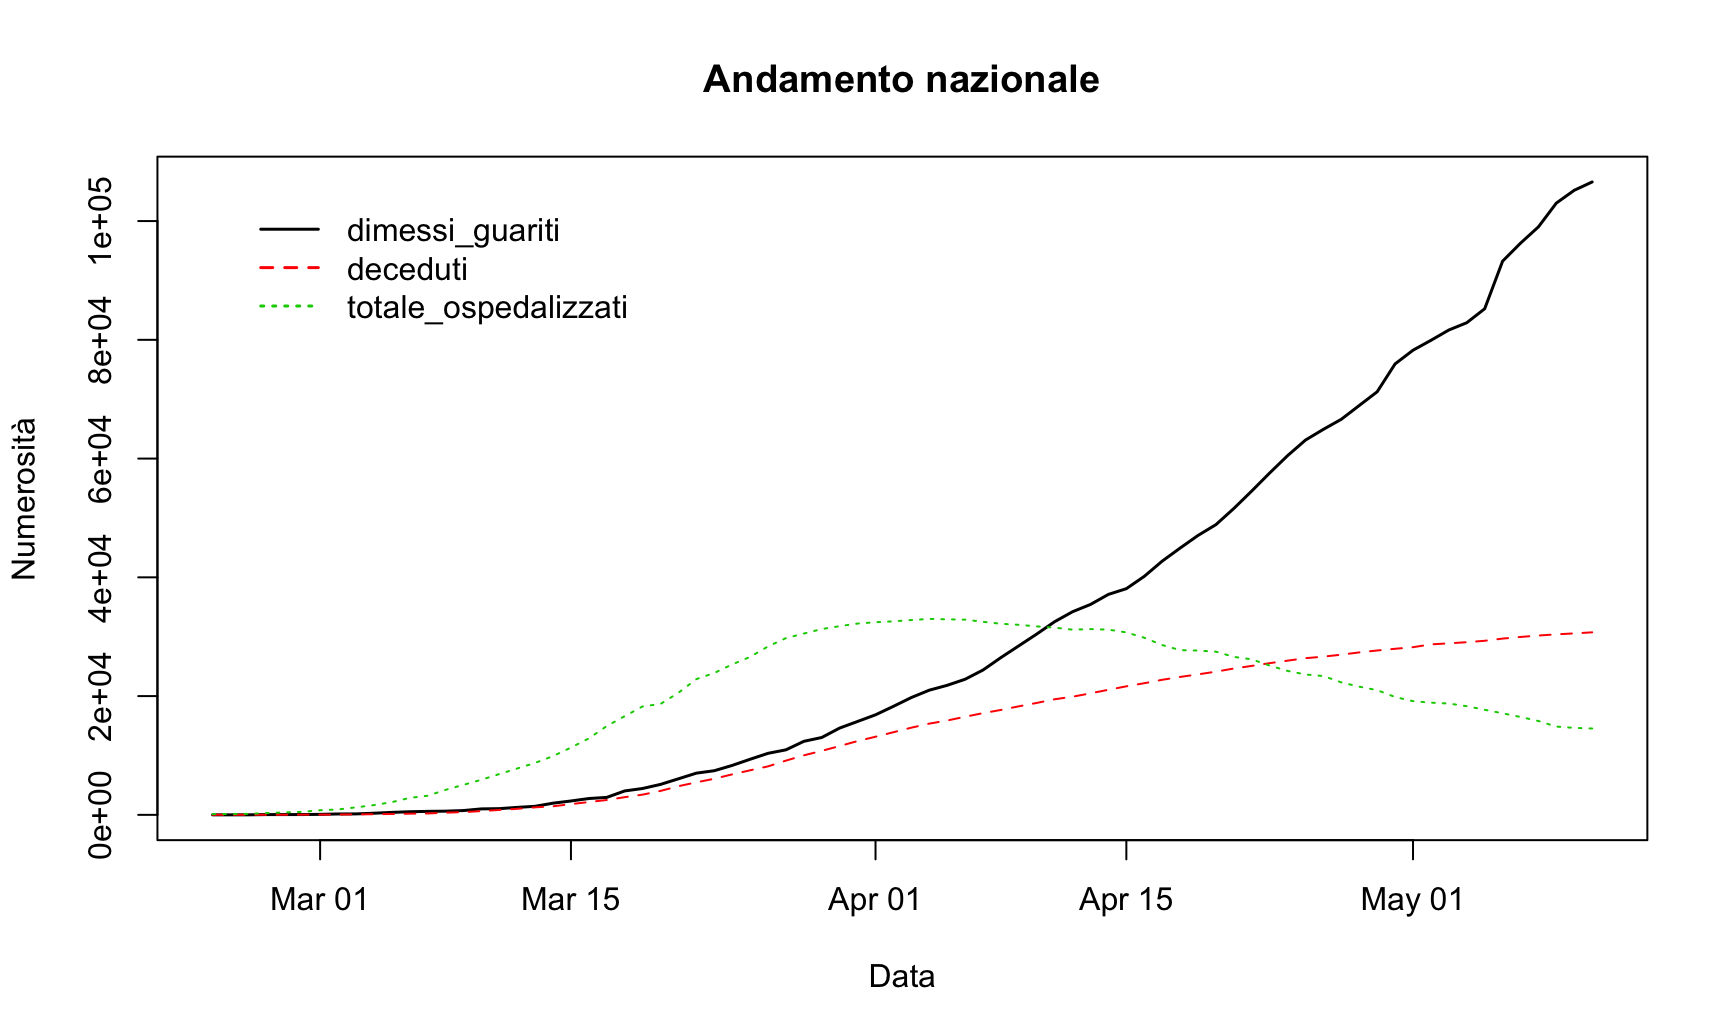 Andamento nazionale
dimessi_guariti
deceduti
totale_ospedalizzati
Numerosità
1e+05
8e+04
6e+04
4e+04
2e+04
0e+00
Mar 01 Mar 15 Apr 01 Apr 15 May 01
Data